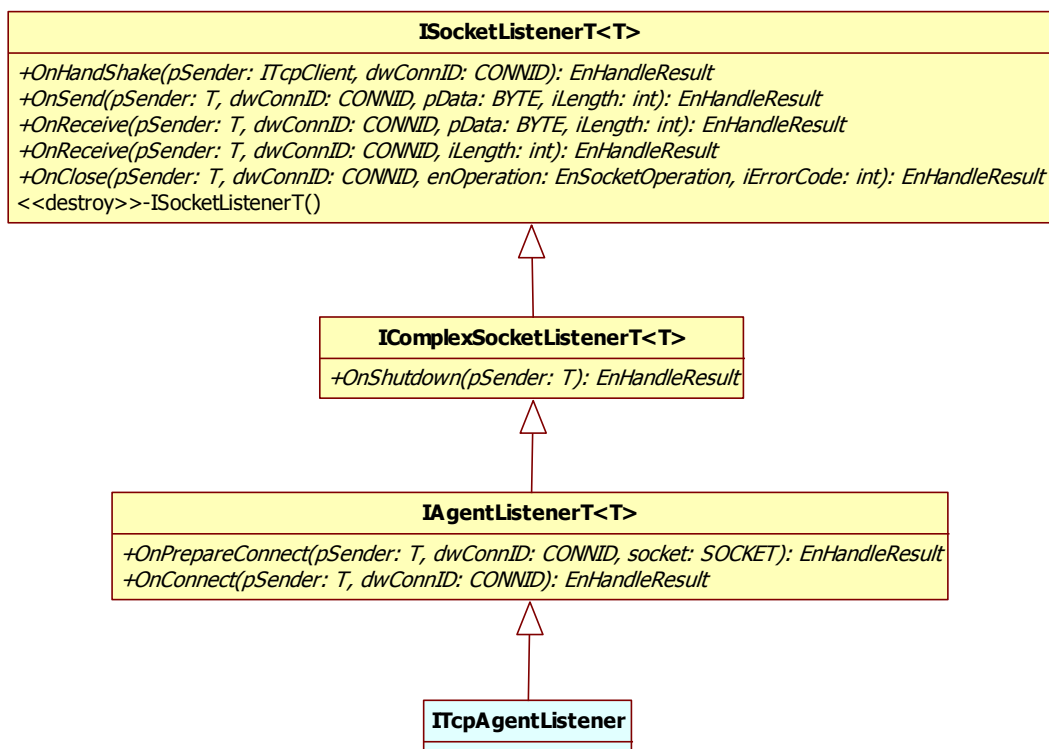 ISocketListenerT<T>
+OnHandShake(pSender: ITcpClient, dwConnID: CONNID): EnHandleResult
+OnSend(pSender: T, dwConnID: CONNID, pData: BYTE, iLength: int): EnHandleResult
+OnReceive(pSender: T, dwConnID: CONNID, pData: BYTE, iLength: int): EnHandleResult
+OnReceive(pSender: T, dwConnID: CONNID, iLength: int): EnHandleResult
+OnClose(pSender: T, dwConnID: CONNID, enOperation: EnSocketOperation, iErrorCode: int): EnHandleResult
<<destroy>>-ISocketListenerT()
IComplexSocketListenerT<T>
+OnShutdown(pSender: T): EnHandleResult
IAgentListenerT<T>
+OnPrepareConnect(pSender: T, dwConnID: CONNID, socket: SOCKET): EnHandleResult
+OnConnect(pSender: T, dwConnID: CONNID): EnHandleResult
ITcpAgentListener